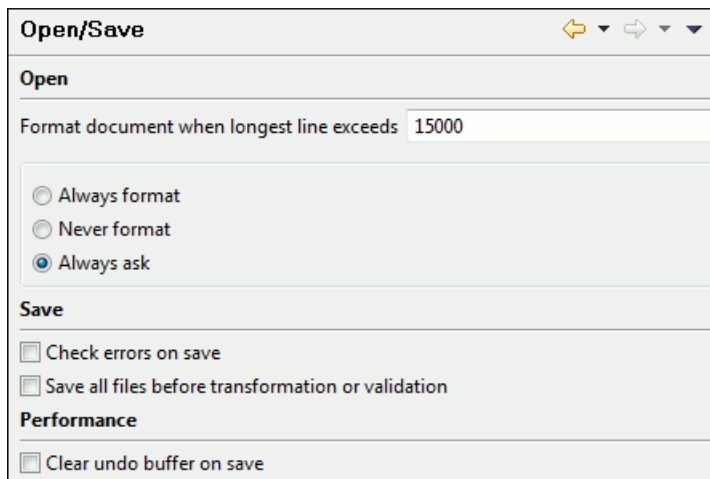 Open/Save
Open
Format document when longest line exceeds 15000
Always format
Never format
Always ask
Save
Check errors on save
Save all files before transformation or validation
Performance
Clear undo buffer on save